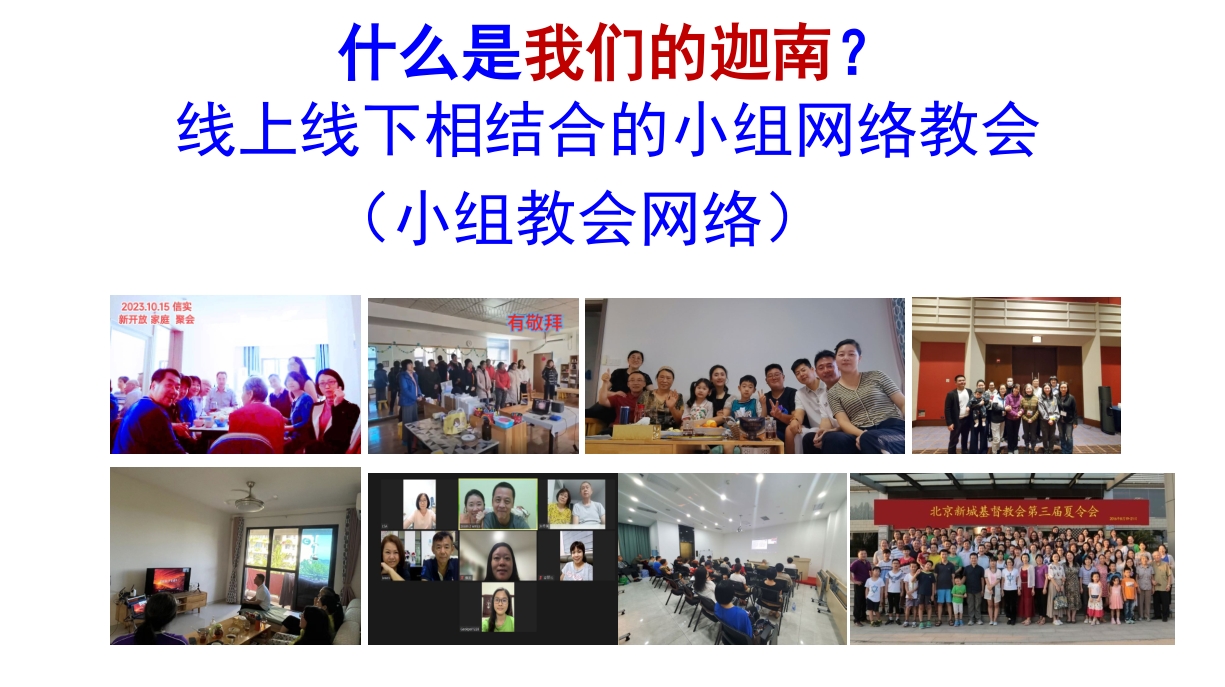 什么是我们的迦南？
线上线下相结合的小组网络教会
（小组教会网络）
2023.10.15 信实
新开放 家庭 聚会
有敬拜
北京新城基督教会第三届夏令会